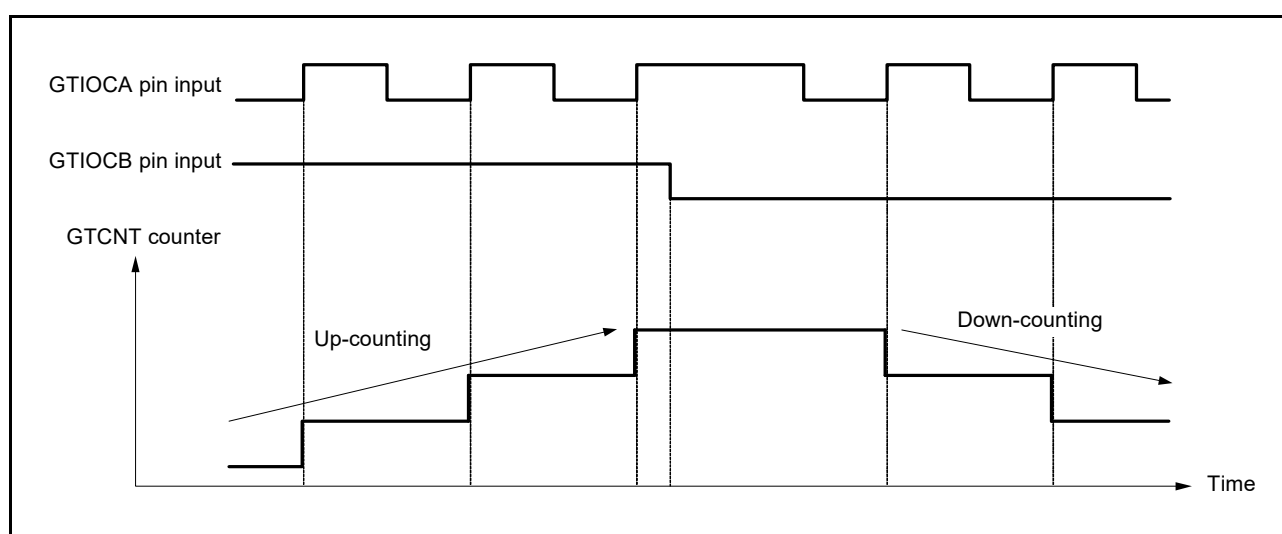 GTIOCA pin input
GTIOCB pin input
GTCNT counter
Up-counting
Down-counting
Time